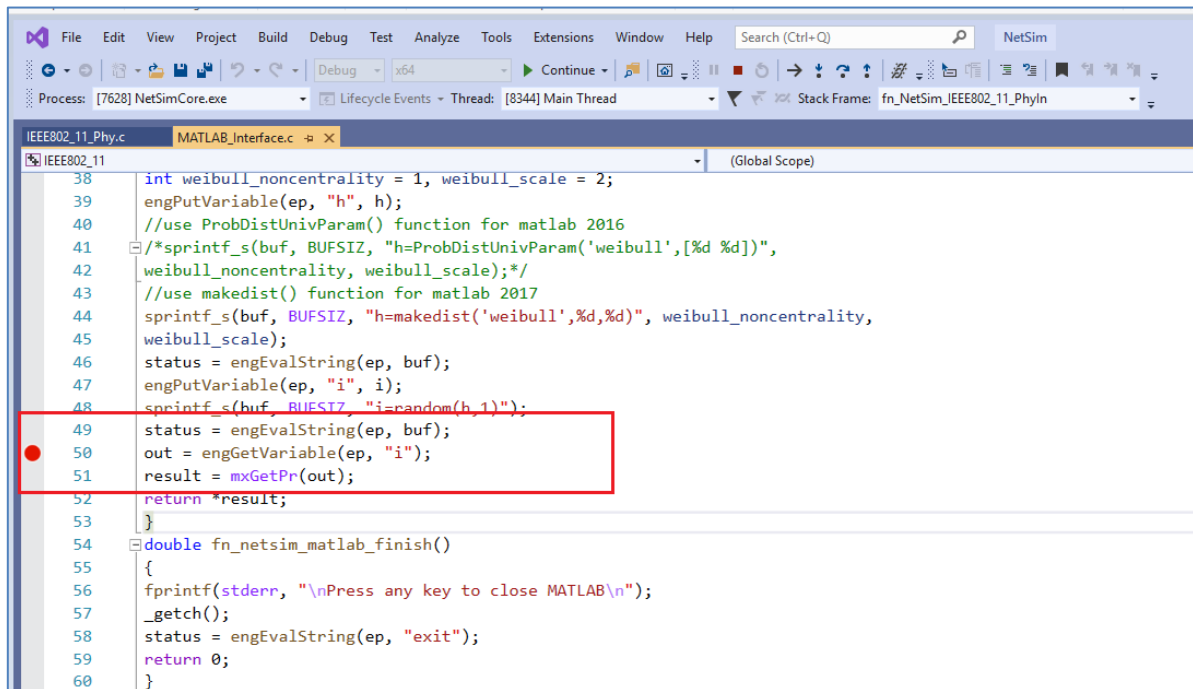 File Edit View Project Build Debug Test Analyze Tools Extensions Window Help Search (Ctrl+Q) NetSim
Debug x64 Continue
Process: [7628] NetSimCore.exe Lifecycle Events Thread: [8344] Main Thread Stack Frame: fn_NetSim_IEEE802_11_PhyIn
IEEE802_11_Phy.c MATLAB_Interface.c
IEEE802_11 (Global Scope)
38 int weibull_noncentrality = 1, weibull_scale = 2;
39 engPutVariable(ep, "h", h);
40 //use ProbDistUnivParam() function for matlab 2016
41 /*sprintf_s(buf, BUFSIZ, "h=ProbDistUnivParam('weibull',[%d %d])",
42 weibull_noncentrality, weibull_scale);*/
43 //use makedist() function for matlab 2017
44 sprintf_s(buf, BUFSIZ, "h=makedist('weibull',%d,%d)", weibull_noncentrality,
45 weibull_scale);
46 status = engEvalString(ep, buf);
47 engPutVariable(ep, "i", i);
48 sprintf_s(buf, BUFSIZ, "i=random(h,1)");
49 status = engEvalString(ep, buf);
50 out = engGetVariable(ep, "i");
51 result = mxGetPr(out);
52 return *result;
53 }
54 double fn_netsim_matlab_finish()
55 {
56 fprintf(stderr, "\nPress any key to close MATLAB\n");
57 _getch();
58 status = engEvalString(ep, "exit");
59 return 0;
60 }